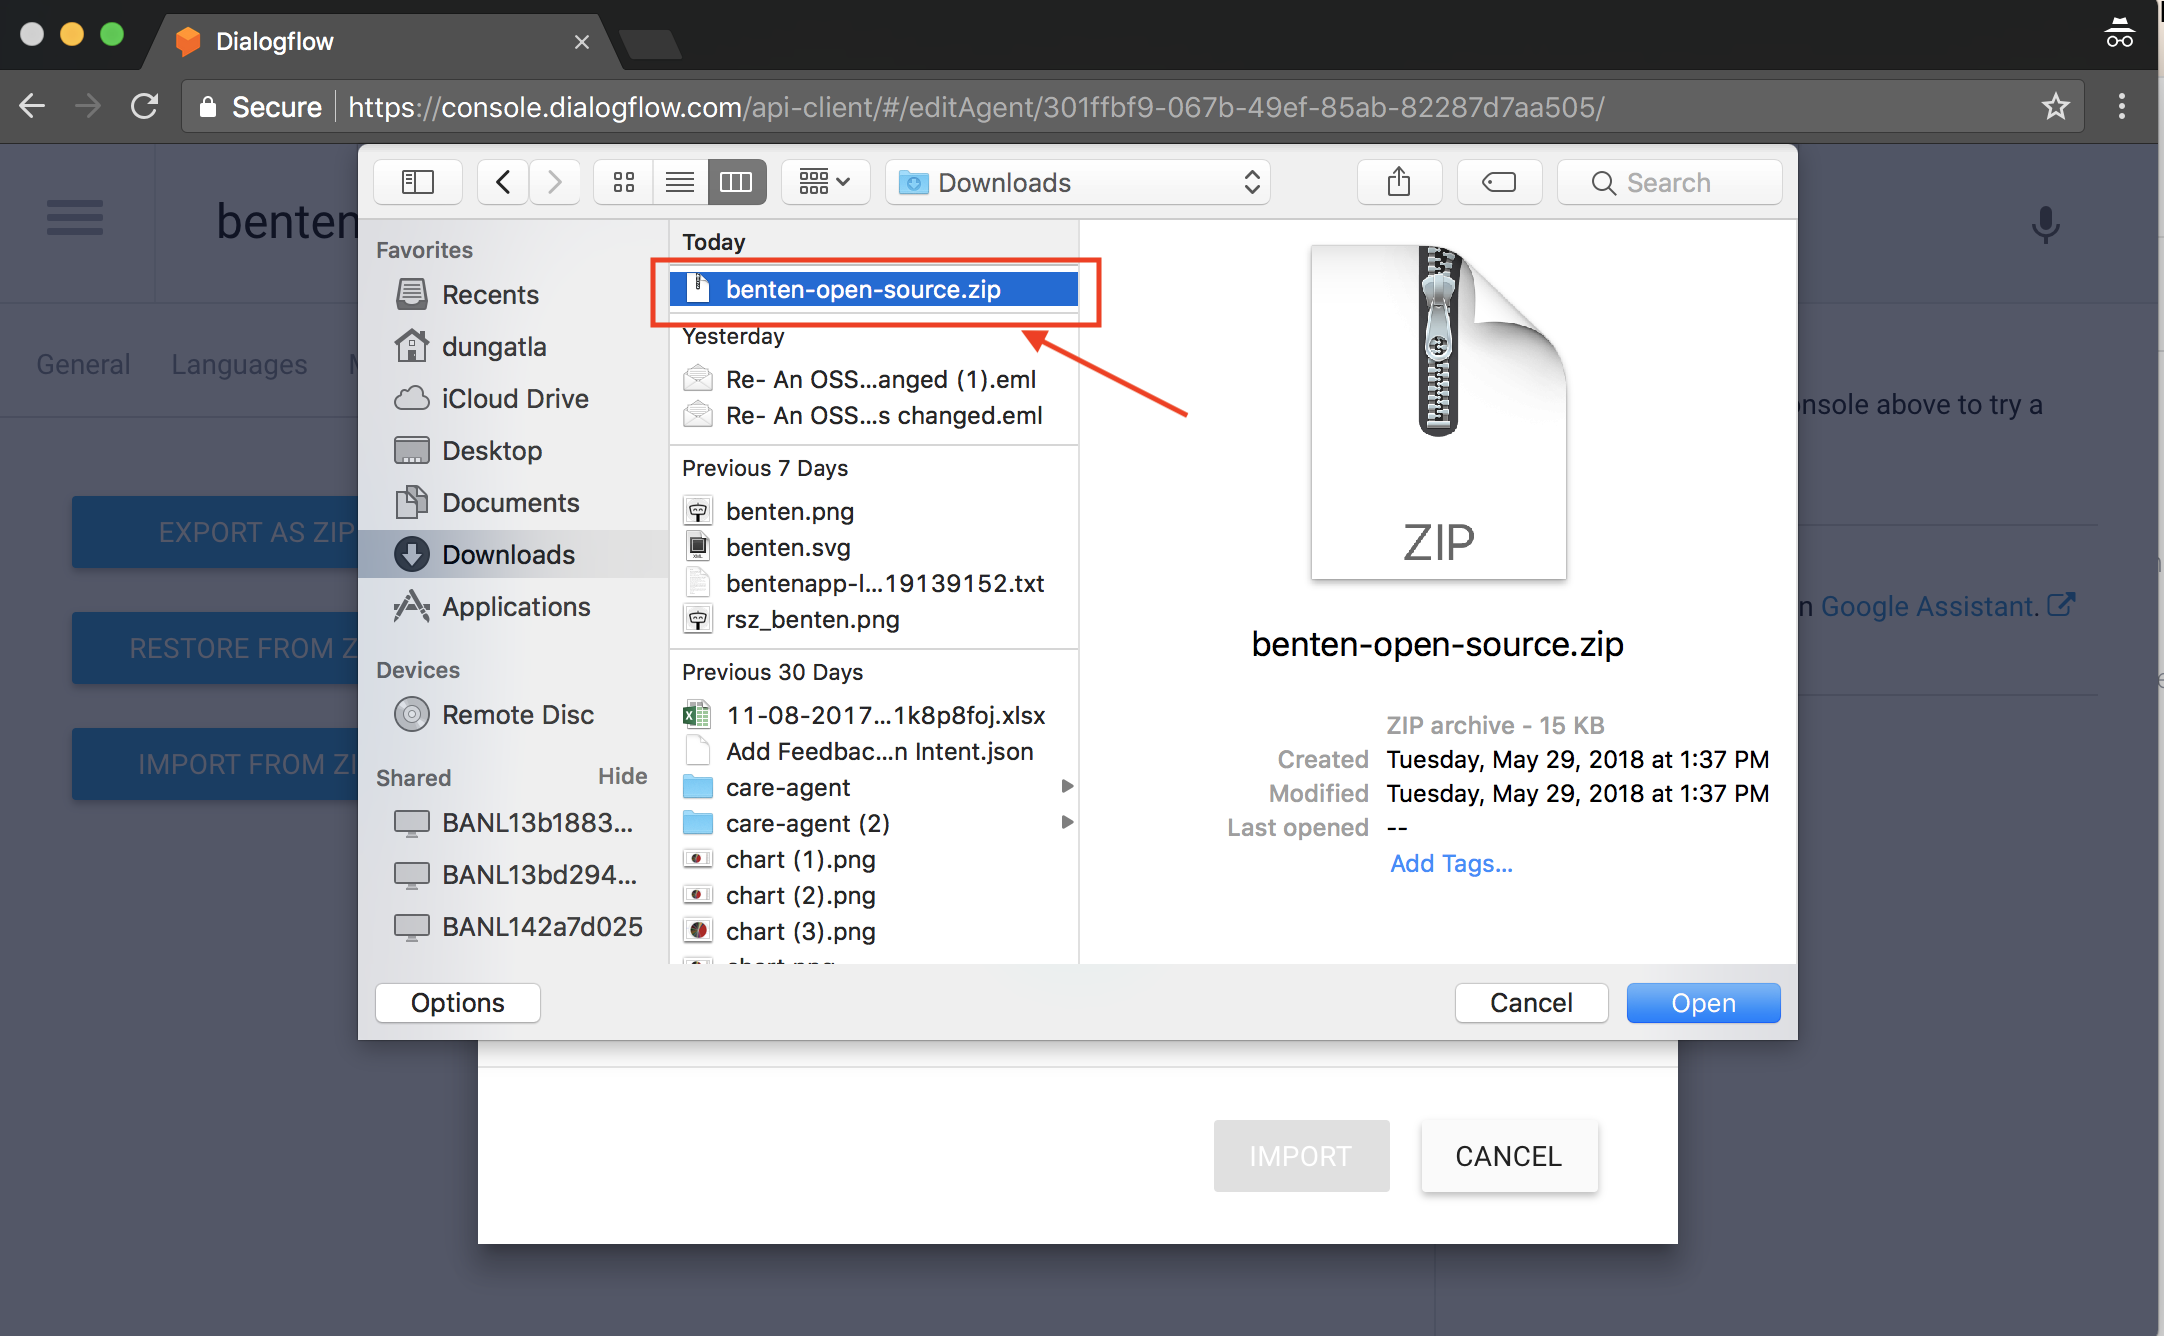 Dialogflow
Secure https://console.dialogflow.com/api-client/#/editAgent/301ffbf9-067b-49ef-85ab-82287d7aa505/
benten
General Languages
EXPORT AS ZIP
RESTORE FROM Z
IMPORT FROM ZI
Downloads
Search
Favorites
Recents
dungatla
iCloud Drive
Desktop
Documents
Downloads
Applications
Devices
Remote Disc
Shared Hide
BANL13b1883...
BANL13bd294...
BANL142a7d025
Today
benten-open-source.zip
Yesterday
Re- An OSS...anged (1).eml
Re- An OSS...s changed.eml
Previous 7 Days
benten.png
benten.svg
bentenapp-l...19139152.txt
rsz_benten.png
Previous 30 Days
11-08-2017...1k8p8foj.xlsx
Add Feedbac...n Intent.json
care-agent
care-agent (2)
chart (1).png
chart (2).png
chart (3).png
chart.png
ZIP
benten-open-source.zip
ZIP archive - 15 KB
Created Tuesday, May 29, 2018 at 1:37 PM
Modified Tuesday, May 29, 2018 at 1:37 PM
Last opened --
Add Tags...
Options
Cancel
Open
nsole above to try a
n Google Assistant.
IMPORT
CANCEL